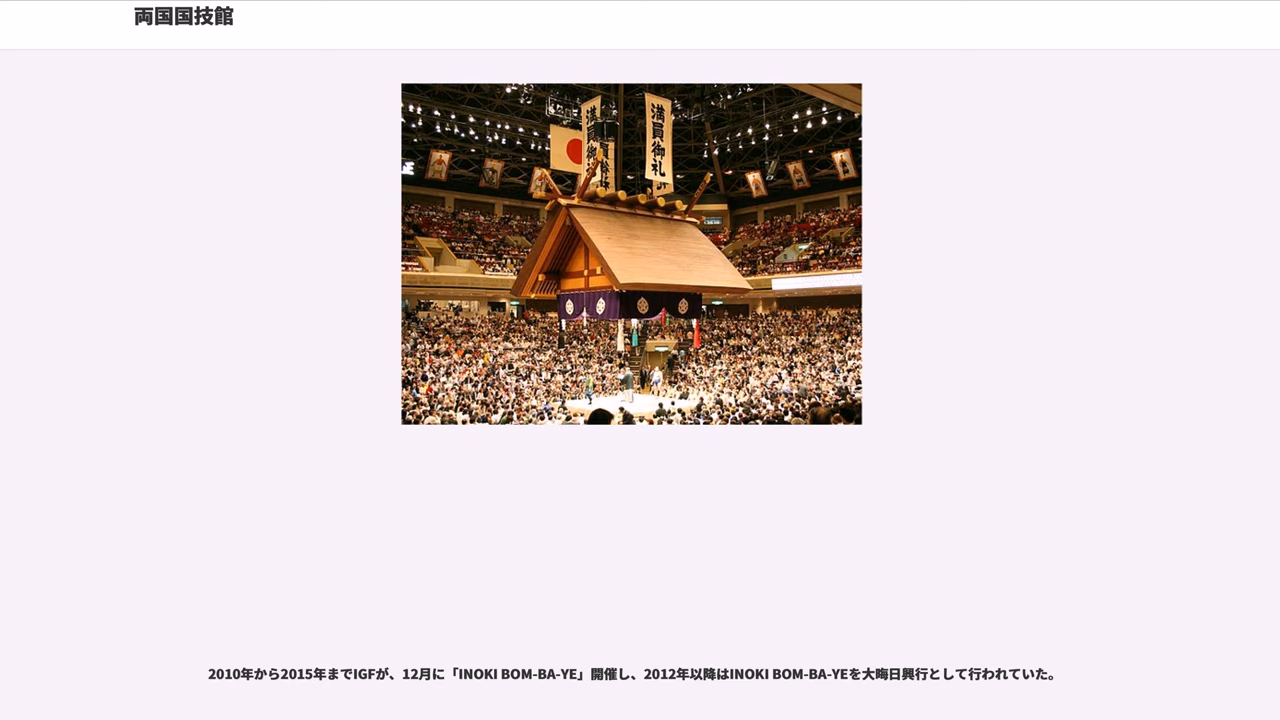 両国国技館
満員御礼
2010年から2015年までIGFが、12月に「INOKI BOM-BA-YE」開催し、2012年以降はINOKI BOM-BA-YEを大晦日興行として行われていた。